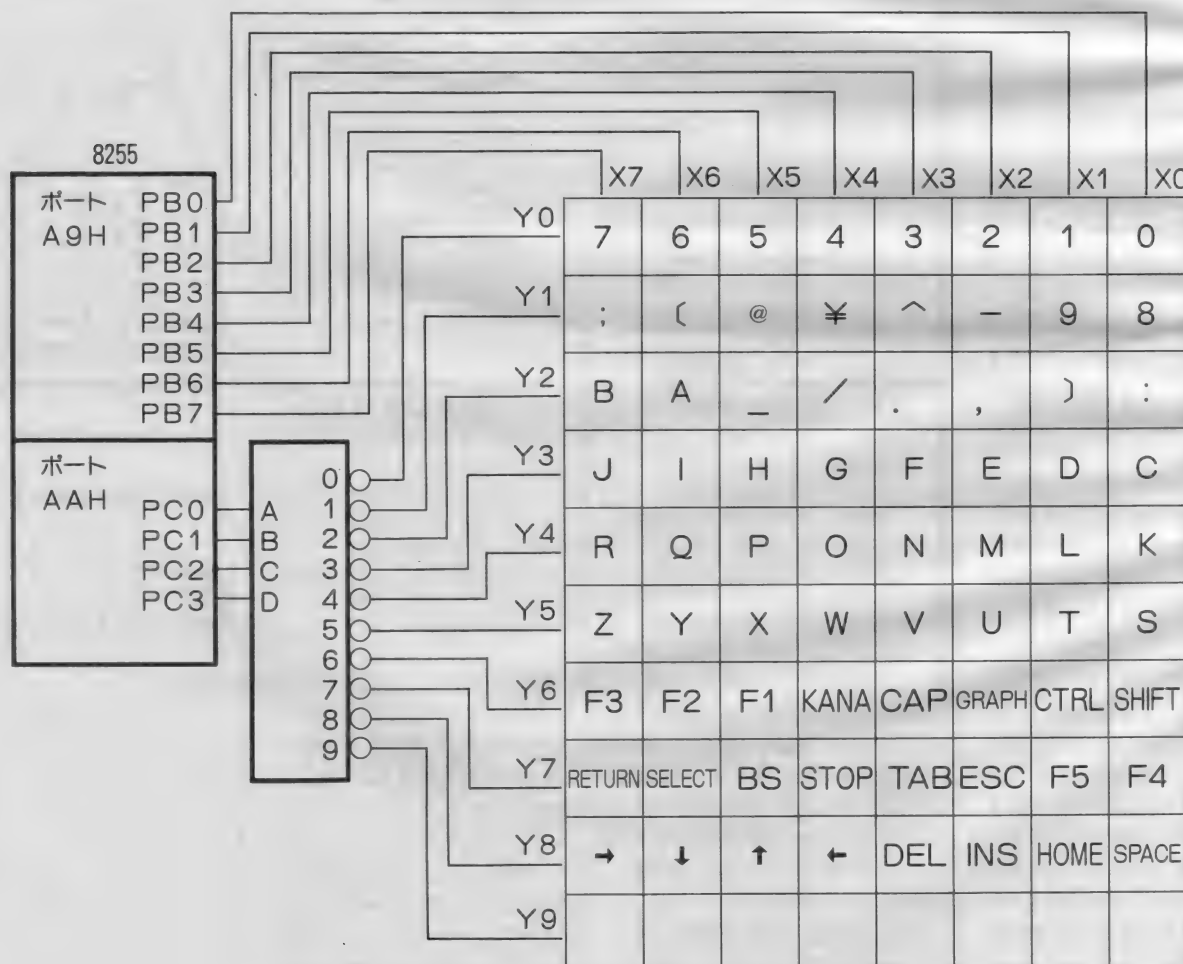 8255
ポート PB0
A9H PB1
PB2
PB3
PB4
PB5
PB6
PB7
ポート
AAH
PC0
PC1
PC2
PC3
A
B
C
D
0
1
2
3
4
5
6
7
8
9
X7 X6 X5 X4 X3 X2 X1 X0
Y0 7 6 5 4 3 2 1 0
Y1 ; [ @ ¥ ^ − 9 8
Y2 B A _ / . , ] :
Y3 J I H G F E D C
Y4 R Q P O N M L K
Y5 Z Y X W V U T S
Y6 F3 F2 F1 KANA CAP GRAPH CTRL SHIFT
Y7 RETURN SELECT BS STOP TAB ESC F5 F4
Y8 → ↓ ↑ ← DEL INS HOME SPACE
Y9